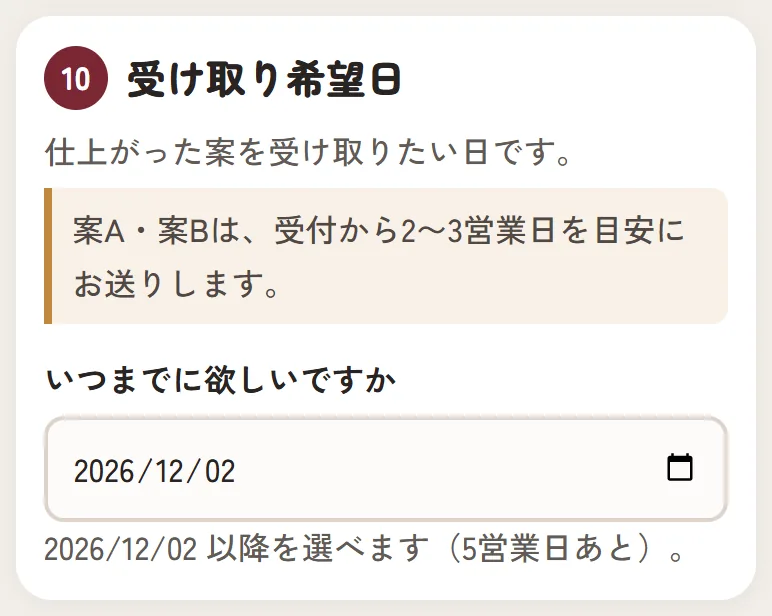 10 受け取り希望日
仕上がった案を受け取りたい日です。
案A・案Bは、受付から2〜3営業日を目安に
お送りします。
いつまでに欲しいですか
2026/12/02
2026/12/02 以降を選べます（5営業日あと）。